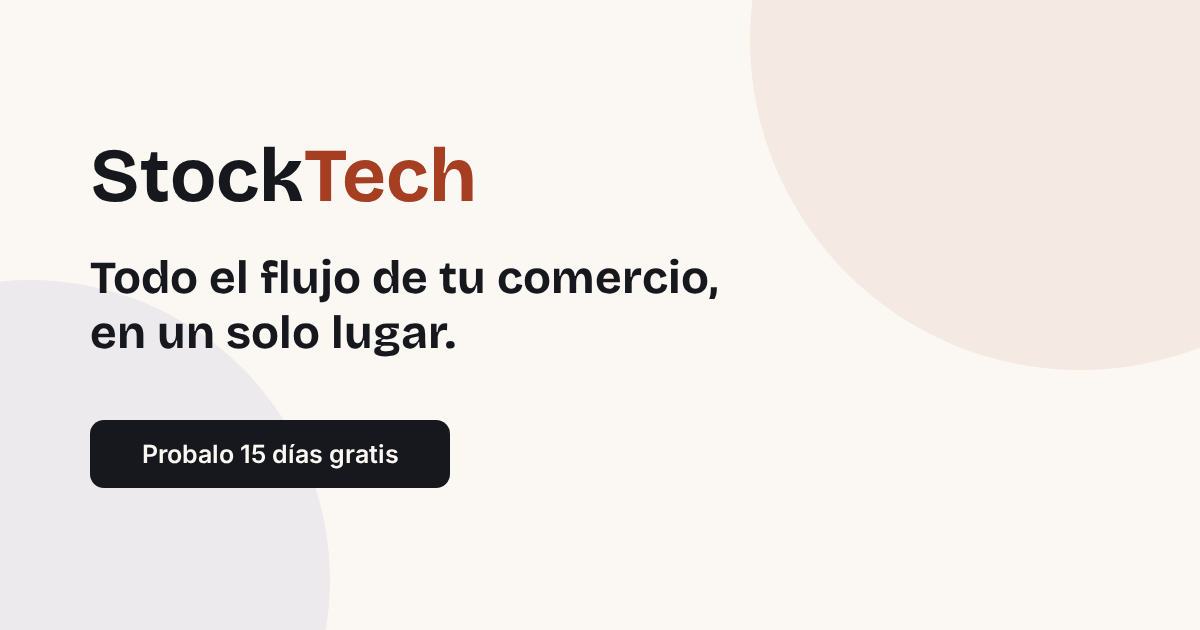 StockTech
Todo el flujo de tu comercio,
en un solo lugar.
Probalo 15 días gratis